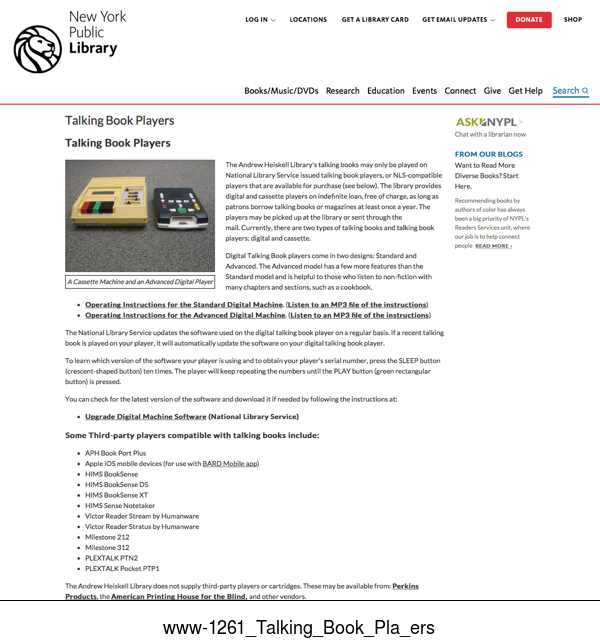 New York
Public
Library
LOG IN
LOCATIONS
GET A LIBRARY CARD
GET EMAIL UPDATES
DONATE
SHOP
Books/Music/DVDs
Research
Education
Events
Connect
Give
Get Help
Search
Talking Book Players
Talking Book Players
The Andrew Heiskell Library's talking books may only be played on
National Library Service issued talking book players, or NLS-compatible
players that are available for purchase (see below). The library provides
digital and cassette players on indefinite loan, free of charge, as long as
patrons borrow talking books or magazines at least once a year. The
players may be picked up at the library or sent through the
mail. Currently, there are two types of talking books and talking book
players: digital and cassette.
Digital Talking Book players come in two designs: Standard and
Advanced. The Advanced model has a few more features than the
Standard model and is helpful to those who listen to non-fiction with
many chapters and sections, such as a cookbook.
A Cassette Machine and an Advanced Digital Player
• Operating Instructions for the Standard Digital Machine. (Listen to an MP3 file of the instructions)
• Operating Instructions for the Advanced Digital Machine. (Listen to an MP3 file of the instructions)
The National Library Service updates the software used on the digital talking book player on a regular basis. If a recent talking
book is played on your player, it will automatically update the software on your digital talking book player.
To learn which version of the software your player is using and to obtain your player's serial number, press the SLEEP button
(crescent-shaped button) ten times. The player will keep repeating the numbers until the PLAY button (green rectangular
button) is pressed.
You can check for the latest version of the software and download it if needed by following the instructions at:
• Upgrade Digital Machine Software (National Library Service)
Some Third-party players compatible with talking books include:
• APH Book Port Plus
• Apple iOS mobile devices (for use with BARD Mobile app)
• HIMS BookSense
• HIMS BookSense DS
• HIMS BookSense XT
• HIMS Sense Notetaker
• Victor Reader Stream by Humanware
• Victor Reader Stratus by Humanware
• Milestone 212
• Milestone 312
• PLEXTALK PTN2
• PLEXTALK Pocket PTP1
The Andrew Heiskell Library does not supply third-party players or cartridges. These may be available from: Perkins
Products, the American Printing House for the Blind, and other vendors.
ASK NYPL >
Chat with a librarian now
FROM OUR BLOGS
Want to Read More
Diverse Books? Start
Here.
Recommending books by
authors of color has always
been a big priority of NYPL's
Readers Services unit, where
our job is to help connect
people READ MORE ›
www-1261_Talking_Book_Pla_ers